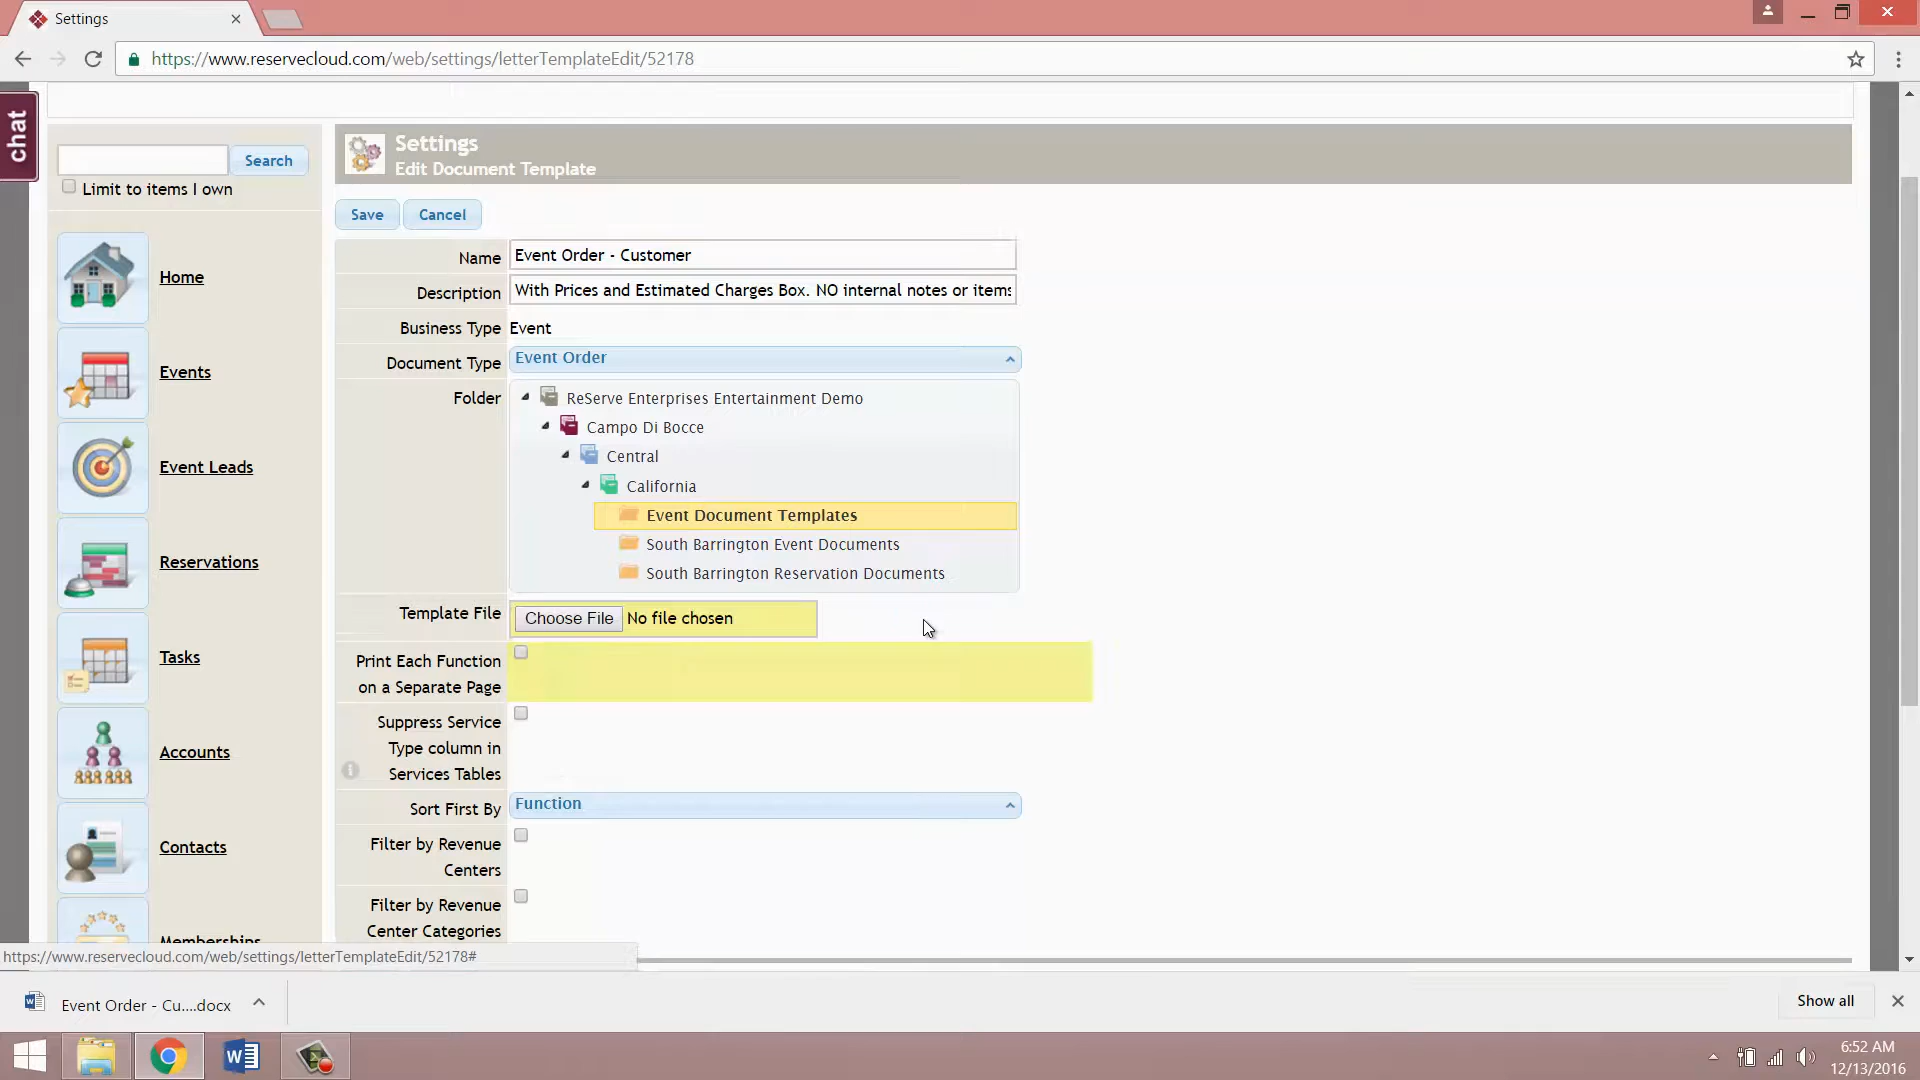 Settings
https://www.reservecloud.com/web/settings/letterTemplateEdit/52178
chat
Search
Limit to items I own
Home
Events
Event Leads
Reservations
Tasks
Accounts
Contacts
Memberships
Settings
Edit Document Template
Save
Cancel
Name
Event Order - Customer
Description
With Prices and Estimated Charges Box. NO internal notes or items
Business Type
Event
Document Type
Event Order
Folder
ReServe Enterprises Entertainment Demo
Campo Di Bocce
Central
California
Event Document Templates
South Barrington Event Documents
South Barrington Reservation Documents
Template File
Choose File
No file chosen
Print Each Function
on a Separate Page
Suppress Service
Type column in
Services Tables
Sort First By
Function
Filter by Revenue
Centers
Filter by Revenue
Center Categories
https://www.reservecloud.com/web/settings/letterTemplateEdit/52178#
Event Order - Cu....docx
Show all
6:52 AM
12/13/2016